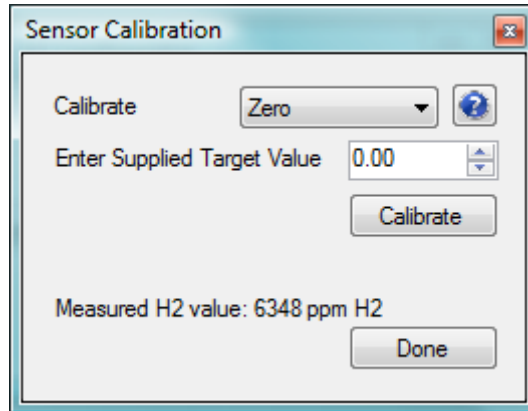 Sensor Calibration
Calibrate Zero
Enter Supplied Target Value 0.00
Calibrate
Measured H2 value: 6348 ppm H2
Done